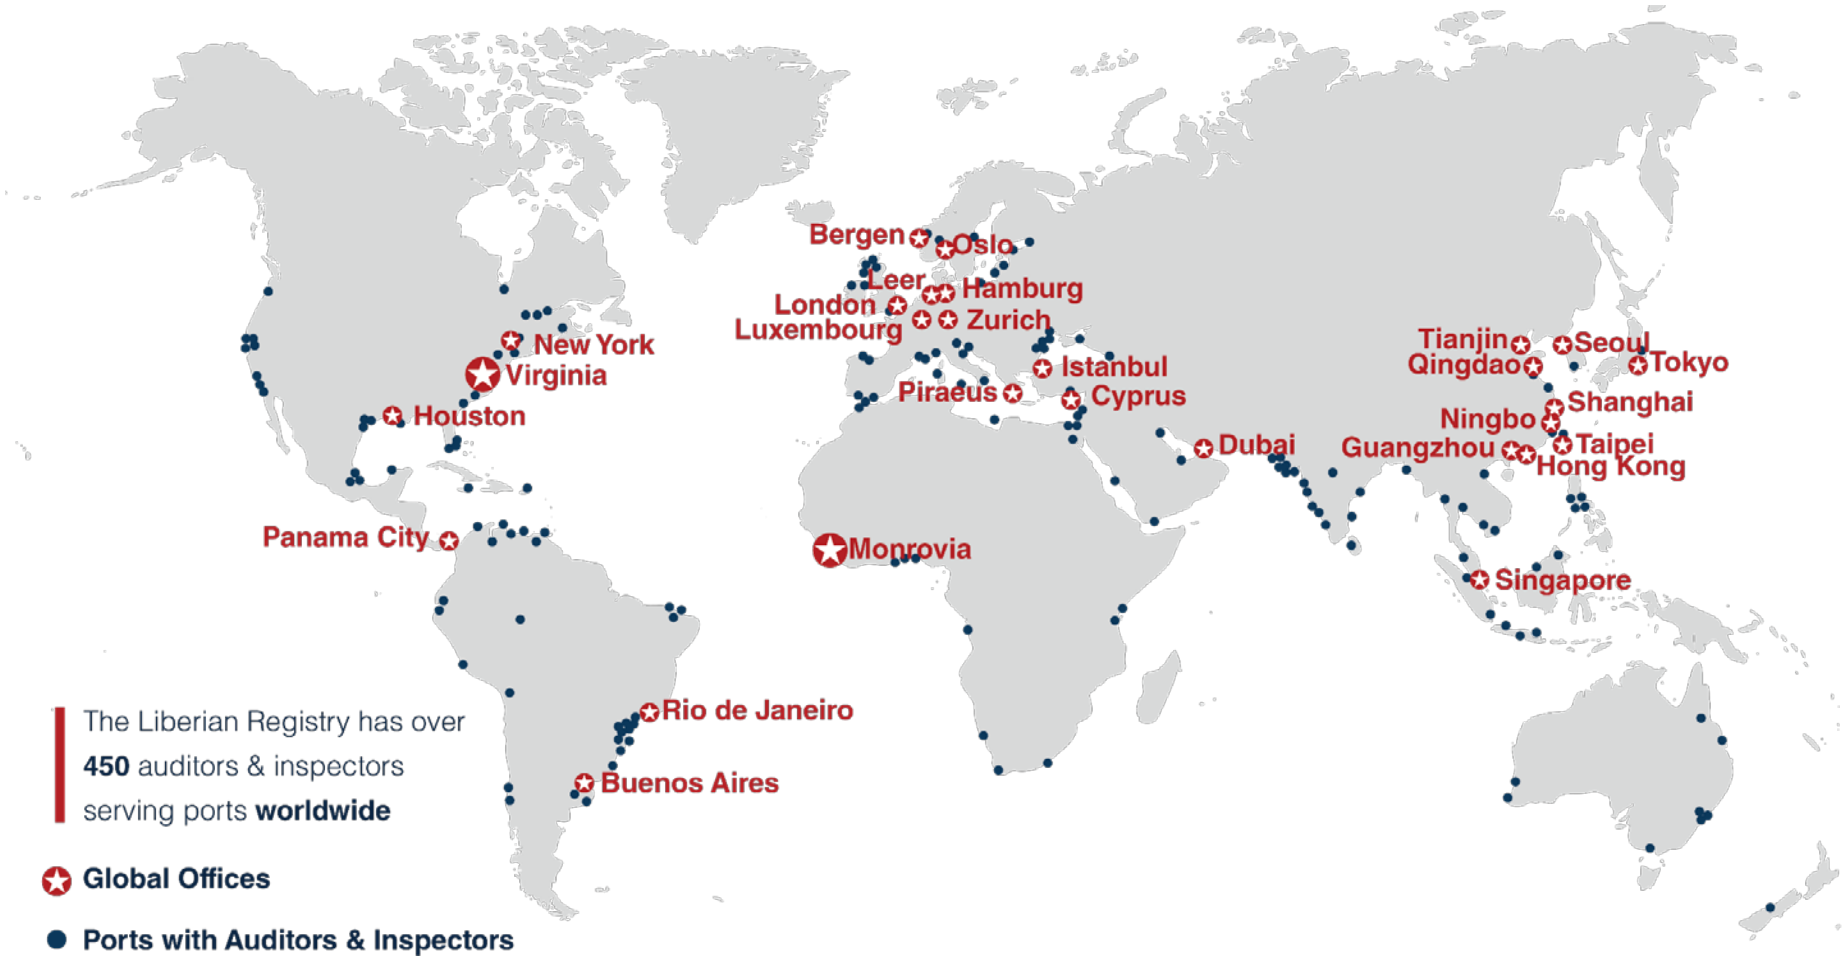 Bergen
Oslo
Leer
Hamburg
London
Luxembourg
Zurich
New York
Virginia
Houston
Istanbul
Piraeus
Cyprus
Tianjin
Seoul
Qingdao
Tokyo
Shanghai
Ningbo
Dubai
Guangzhou
Taipei
Hong Kong
Panama City
Monrovia
Singapore
Rio de Janeiro
Buenos Aires
The Liberian Registry has over
450 auditors & inspectors
serving ports worldwide
Global Offices
Ports with Auditors & Inspectors